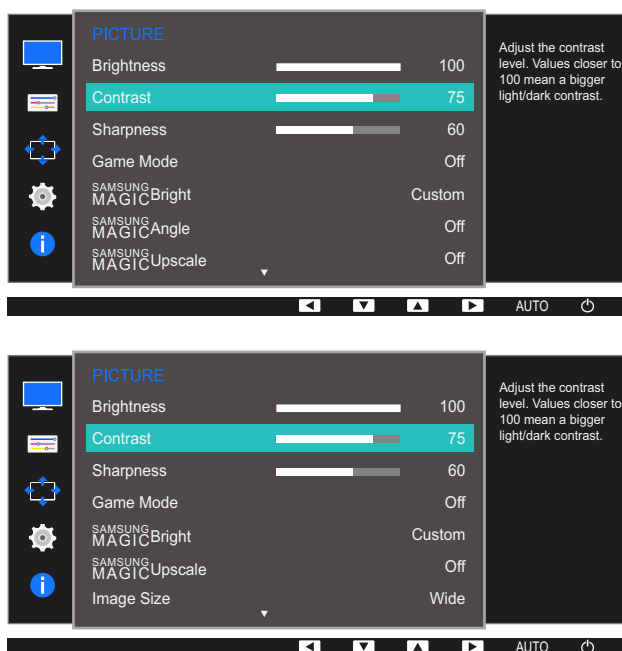 PICTURE
Brightness 100
Contrast 75
Sharpness 60
Game Mode Off
SAMSUNG
MAGICBright Custom
SAMSUNG
MAGICAngle Off
SAMSUNG
MAGICUpscale Off
Adjust the contrast
level. Values closer to
100 mean a bigger
light/dark contrast.
AUTO
PICTURE
Brightness 100
Contrast 75
Sharpness 60
Game Mode Off
SAMSUNG
MAGICBright Custom
SAMSUNG
MAGICUpscale Off
Image Size Wide
Adjust the contrast
level. Values closer to
100 mean a bigger
light/dark contrast.
AUTO